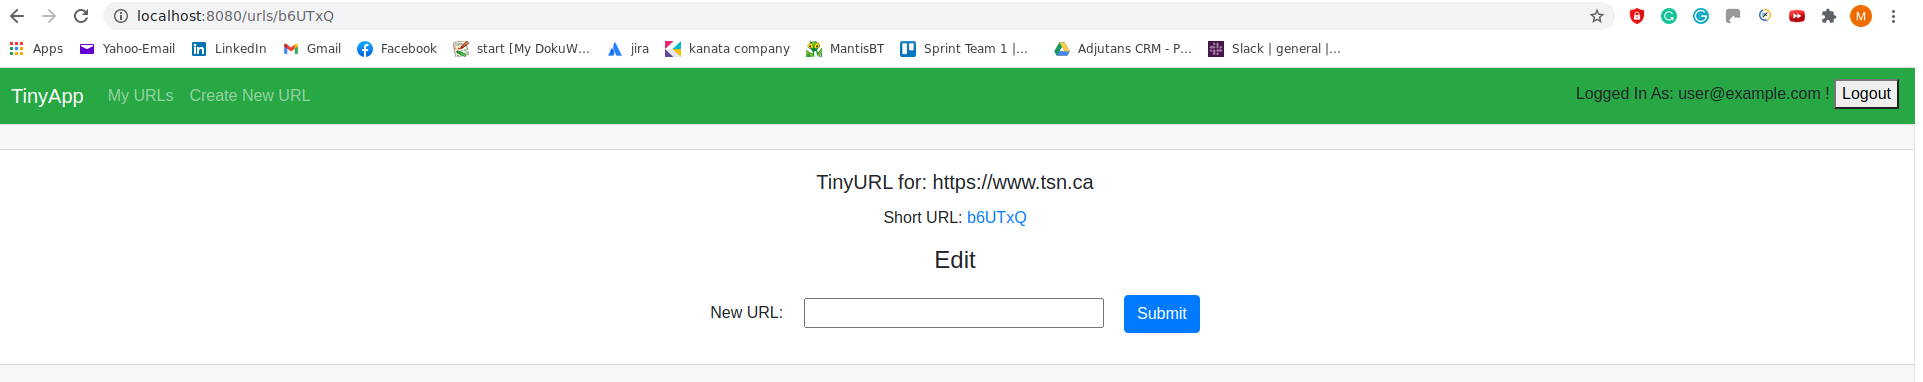 localhost:8080/urls/b6UTxQ M
Apps Yahoo-Email LinkedIn Gmail Facebook start [My DokuW... jira kanata company MantisBT Sprint Team 1 |... Adjutans CRM - P... Slack | general |...
TinyApp My URLs Create New URL Logged In As: user@example.com ! Logout
TinyURL for: https://www.tsn.ca
Short URL: b6UTxQ
Edit
New URL: Submit